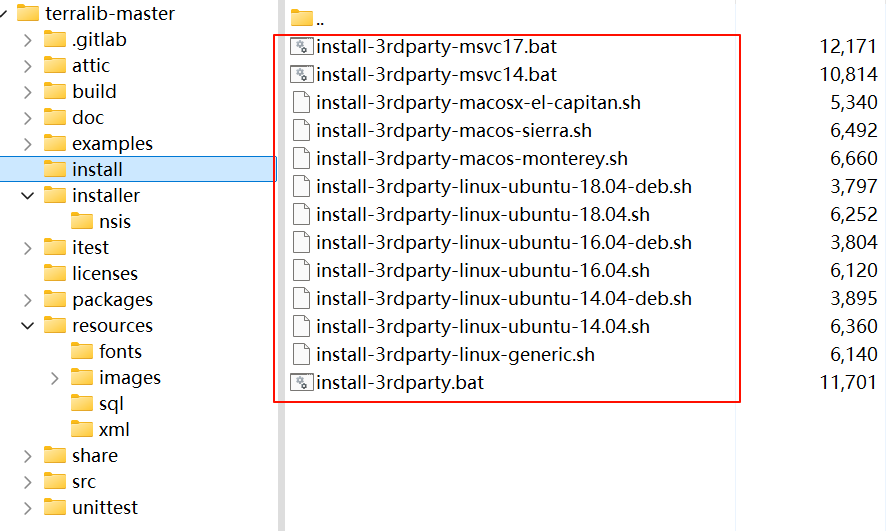 terralib-master
.gitlab
attic
build
doc
examples
install
installer
nsis
itest
licenses
packages
resources
fonts
images
sql
xml
share
src
unittest
..
install-3rdparty-msvc17.bat 12,171
install-3rdparty-msvc14.bat 10,814
install-3rdparty-macosx-el-capitan.sh 5,340
install-3rdparty-macos-sierra.sh 6,492
install-3rdparty-macos-monterey.sh 6,660
install-3rdparty-linux-ubuntu-18.04-deb.sh 3,797
install-3rdparty-linux-ubuntu-18.04.sh 6,252
install-3rdparty-linux-ubuntu-16.04-deb.sh 3,804
install-3rdparty-linux-ubuntu-16.04.sh 6,120
install-3rdparty-linux-ubuntu-14.04-deb.sh 3,895
install-3rdparty-linux-ubuntu-14.04.sh 6,360
install-3rdparty-linux-generic.sh 6,140
install-3rdparty.bat 11,701